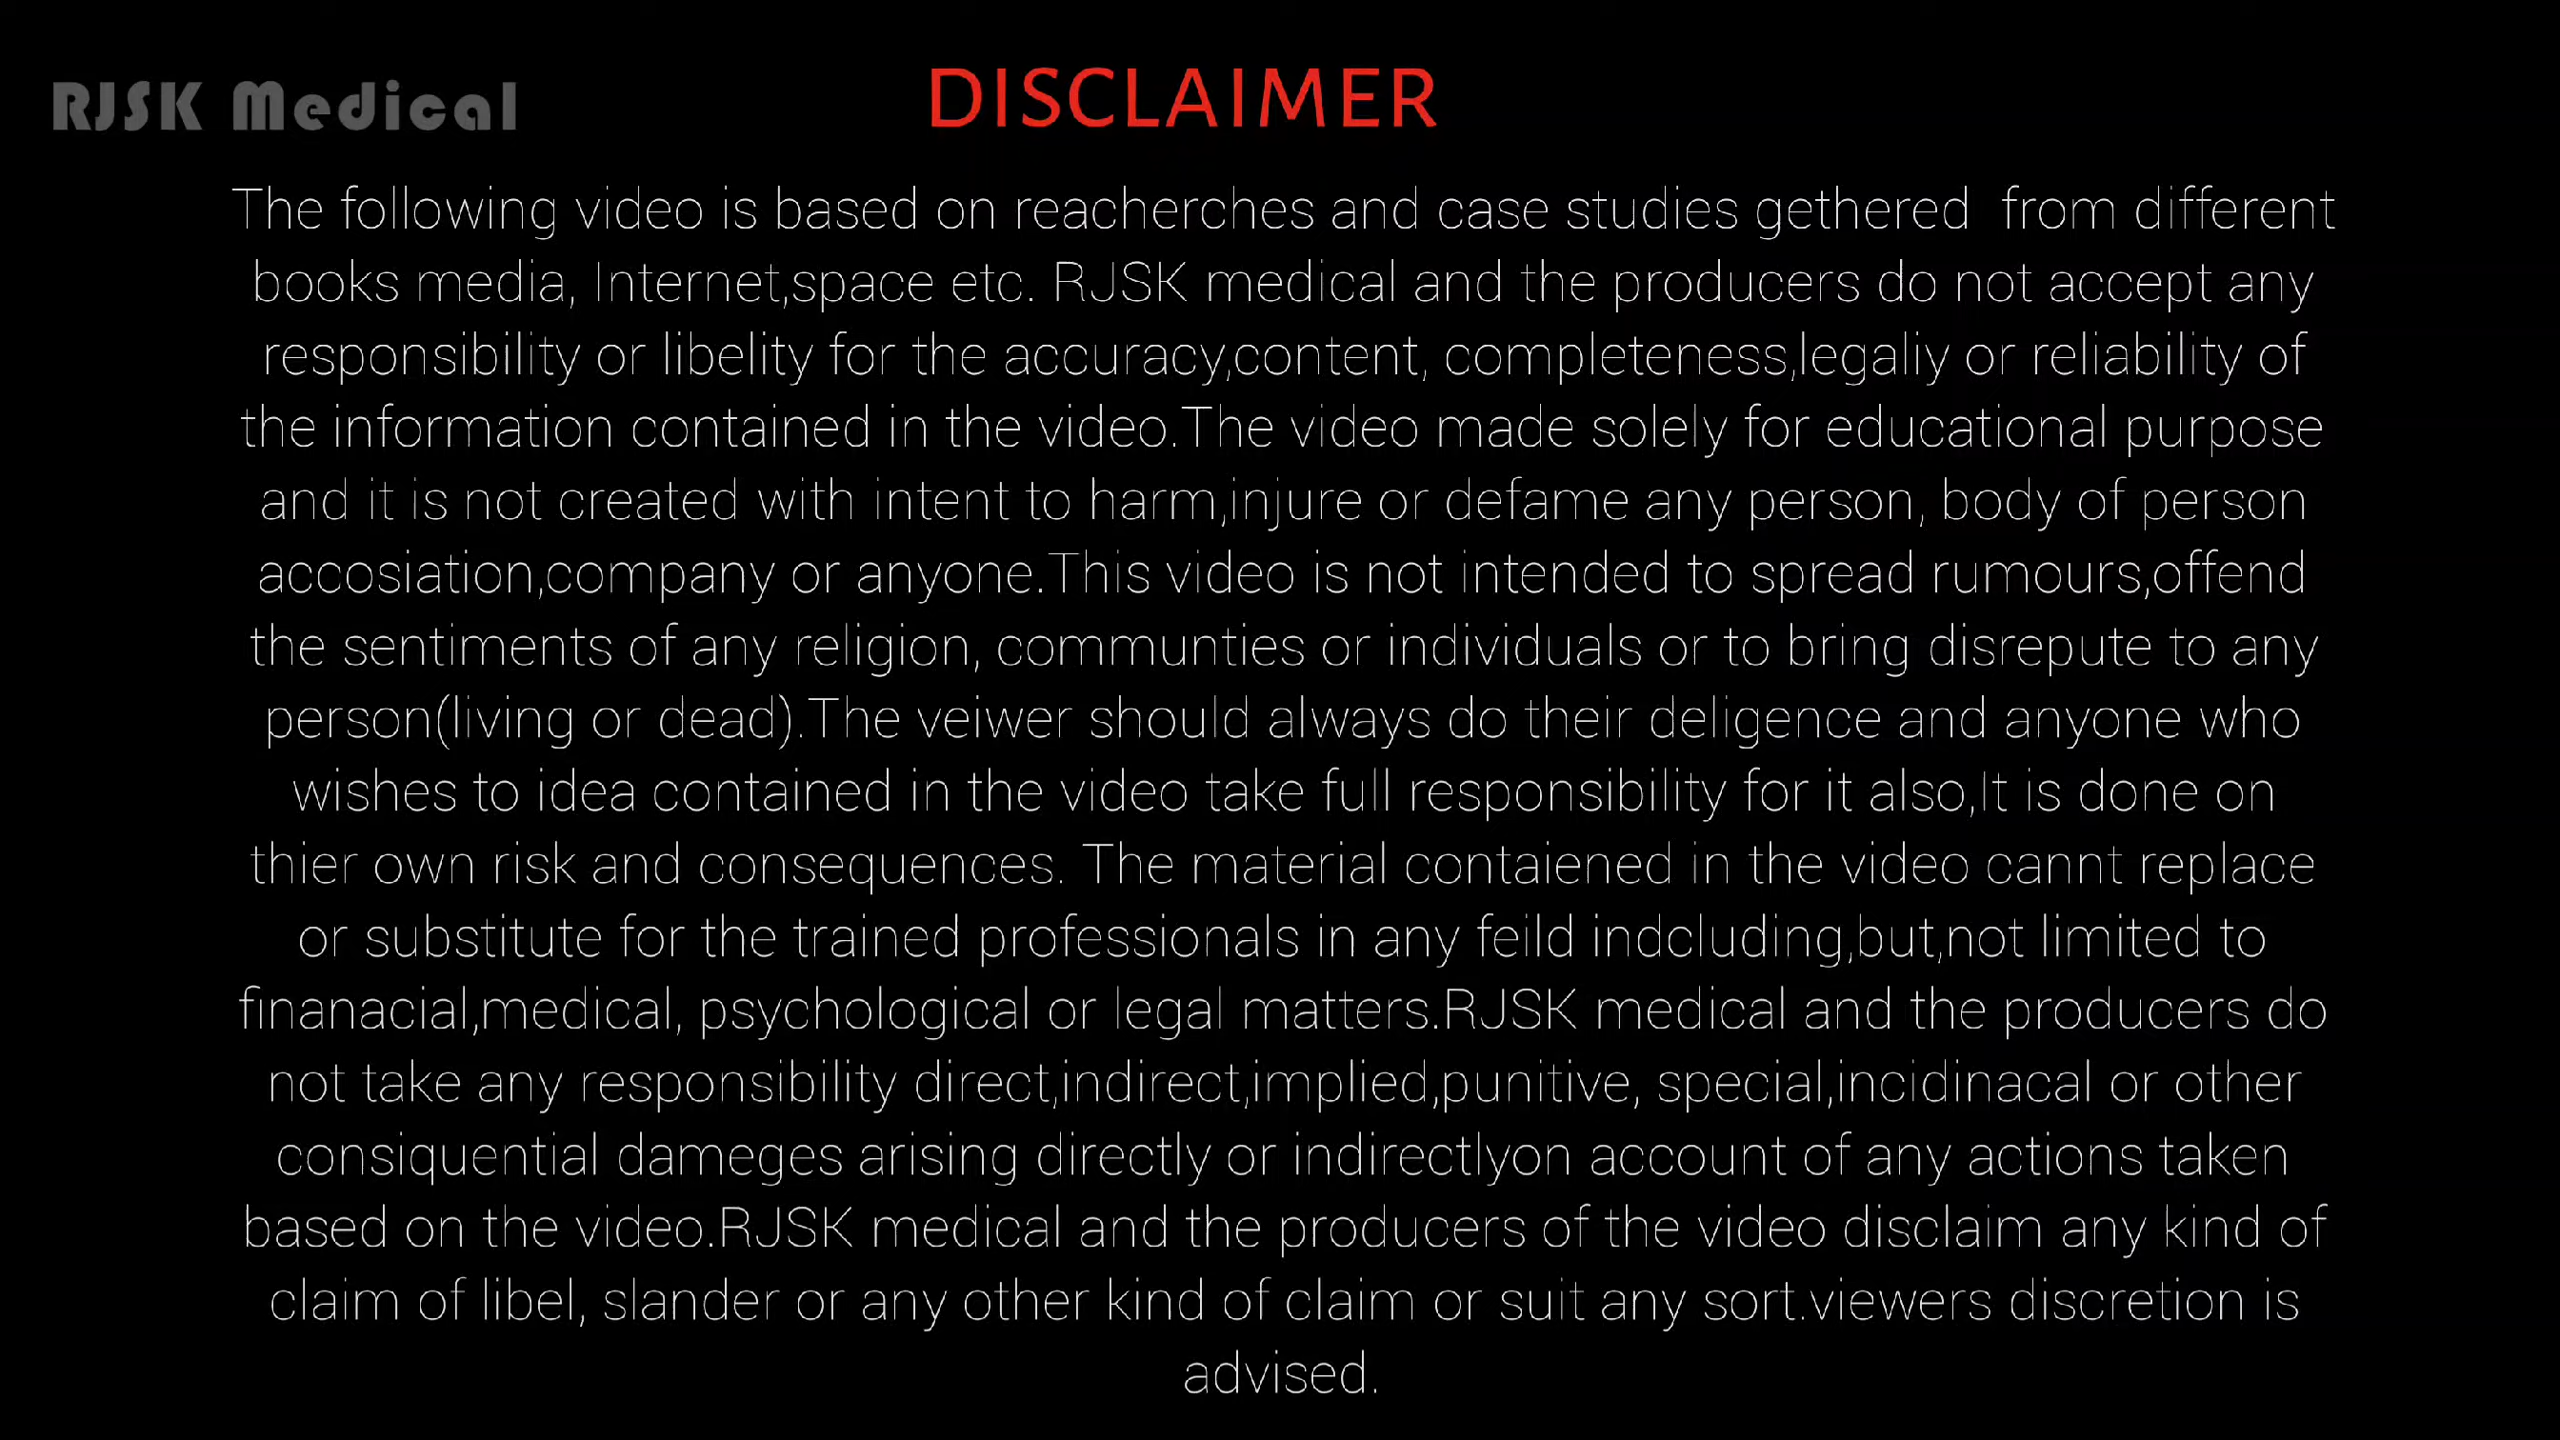 RJSK Medical
DISCLAIMER
The following video is based on reacherches and case studies gethered  from different
books media, Internet,space etc. RJSK medical and the producers do not accept any
responsibility or libelity for the accuracy,content, completeness,legaliy or reliability of
the information contained in the video.The video made solely for educational purpose
and it is not created with intent to harm,injure or defame any person, body of person
accosiation,company or anyone.This video is not intended to spread rumours,offend
the sentiments of any religion, communties or individuals or to bring disrepute to any
person(living or dead).The veiwer should always do their deligence and anyone who
wishes to idea contained in the video take full responsibility for it also,It is done on
thier own risk and consequences. The material contaiened in the video cannt replace
or substitute for the trained professionals in any feild indcluding,but,not limited to
finanacial,medical, psychological or legal matters.RJSK medical and the producers do
not take any responsibility direct,indirect,implied,punitive, special,incidinacal or other
consiquential dameges arising directly or indirectlyon account of any actions taken
based on the video.RJSK medical and the producers of the video disclaim any kind of
claim of libel, slander or any other kind of claim or suit any sort.viewers discretion is
advised.